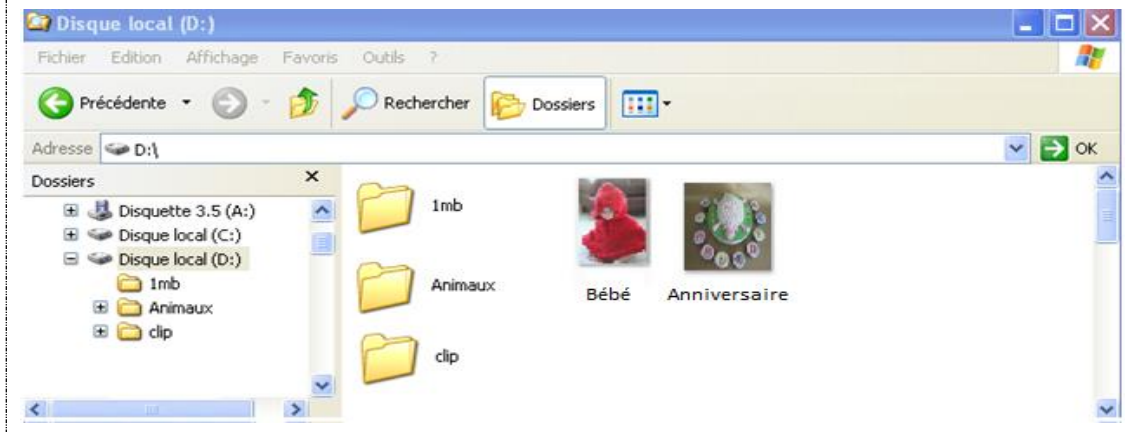 Disque local (D:)
Fichier Edition Affichage Favoris Outils ?
Précédente Rechercher Dossiers
Adresse D:\ OK
Dossiers
Disquette 3.5 (A:)
Disque local (C:)
Disque local (D:)
1mb
Animaux
clip
1mb
Animaux
clip
Bébé Anniversaire